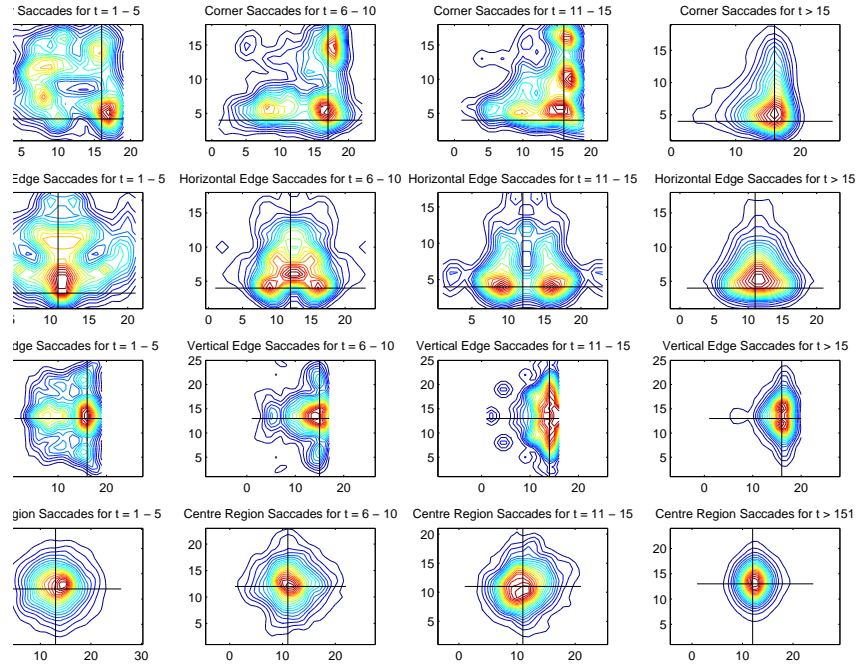 Saccades for t = 1 − 5
Corner Saccades for t = 6 − 10
Corner Saccades for t = 11 − 15
Corner Saccades for t > 15
15 15 15
10 10 10
5 5 5
5 10 15 20
0 5 10 15 20
0 5 10 15 20
0 10 20
Edge Saccades for t = 1 − 5
Horizontal Edge Saccades for t = 6 − 10
Horizontal Edge Saccades for t = 11 − 15
Horizontal Edge Saccades for t > 15
15 15 15
10 10 10
5 5 5
5 10 15 20
0 5 10 15 20
5 10 15 20
0 5 10 15 20
Saccades for t = 1 − 5
Vertical Edge Saccades for t = 6 − 10
Vertical Edge Saccades for t = 11 − 15
Vertical Edge Saccades for t > 15
25 25 25
20 20 20
15 15 15
10 10 10
5 5 5
10 20
0 10 20
0 10 20
0 10 20
Saccades for t = 1 − 5
Centre Region Saccades for t = 6 − 10
Centre Region Saccades for t = 11 − 15
Centre Region Saccades for t > 151
20 20 20
15 15 15
10 10 10
5 5 5
10 20 30
0 10 20
0 10 20
0 10 20